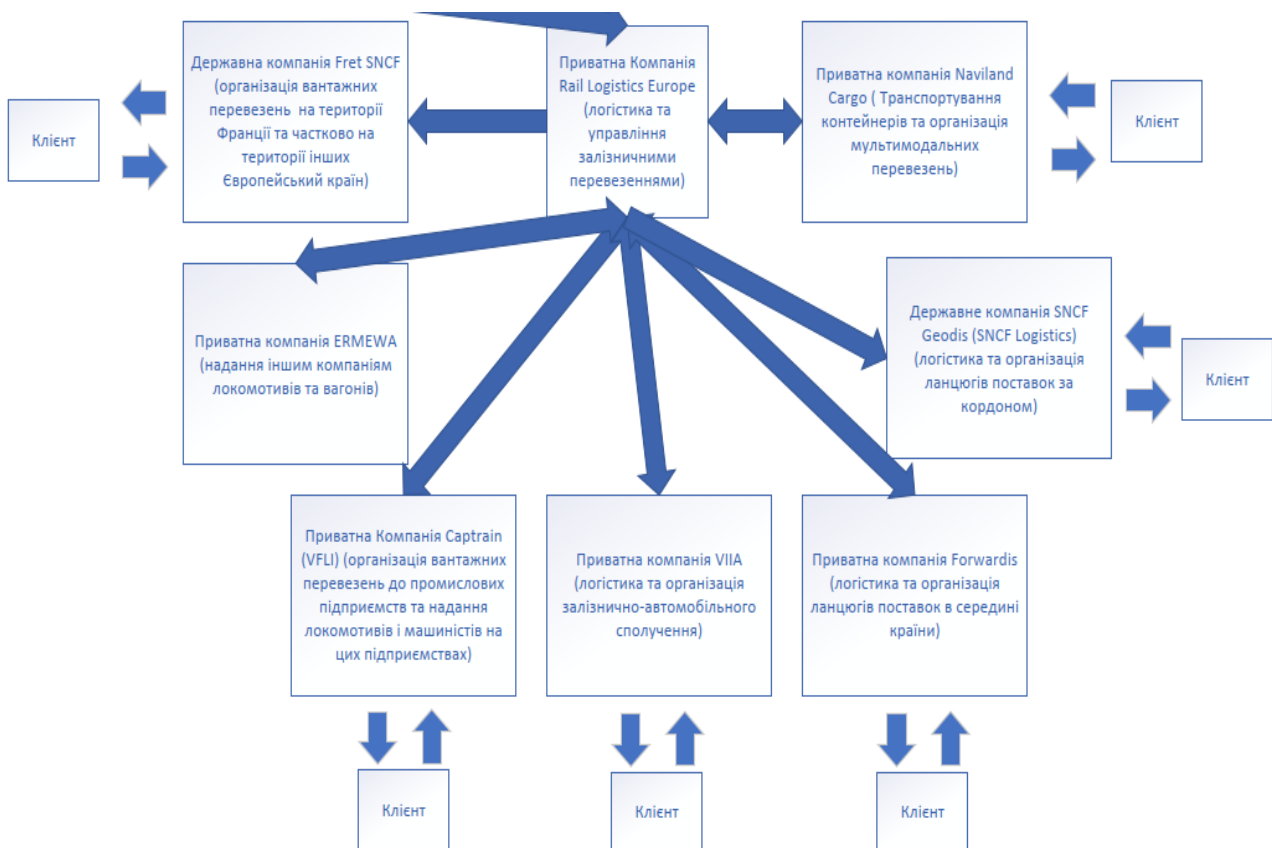 Державна компанія Fret SNCF
(організація вантажних
перевезень на території
Франції та частково на
території інших
Європейський країн)
Приватна Компанія
Rail Logistics Europe
(логістика та
управління
залізничними
перевезеннями)
Приватна компанія Naviland
Cargo ( Транспортування
контейнерів та організація
мультимодальних
перевезень)
Клієнт
Клієнт
Приватна компанія ERMEWA
(надання іншим компаніям
локомотивів та вагонів)
Державне компанія SNCF
Geodis (SNCF Logistics)
(логістика та організація
ланцюгів поставок за
кордоном)
Клієнт
Приватна Компанія Captrain
(VFLI) (організація вантажних
перевезень до промислових
підприємств та надання
локомотивів і машиністів на
цих підприємствах)
Приватна компанія VIIA
(логістика та організація
залізнично-автомобільного
сполучення)
Приватна компанія Forwardis
(логістика та організація
ланцюгів поставок в середині
країни)
Клієнт
Клієнт
Клієнт